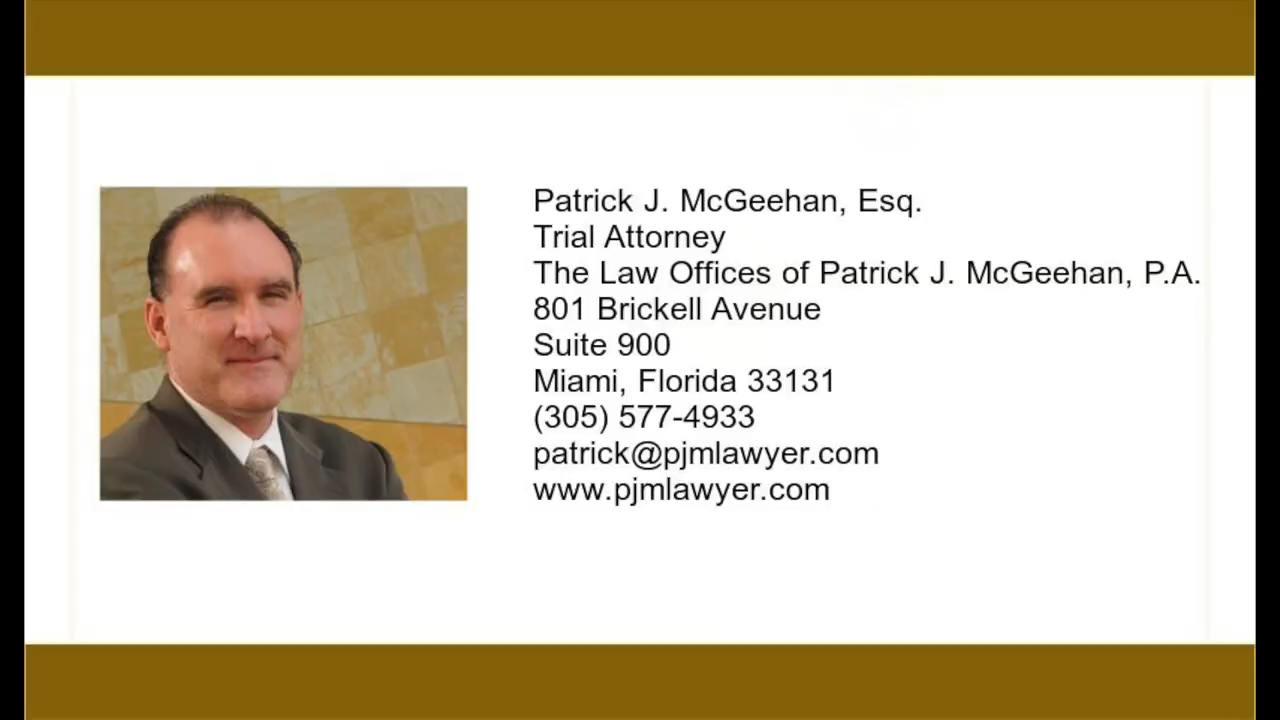 Patrick J. McGeehan, Esq.
Trial Attorney
The Law Offices of Patrick J. McGeehan, P.A.
801 Brickell Avenue
Suite 900
Miami, Florida 33131
(305) 577-4933
patrick@pjmlawyer.com
www.pjmlawyer.com